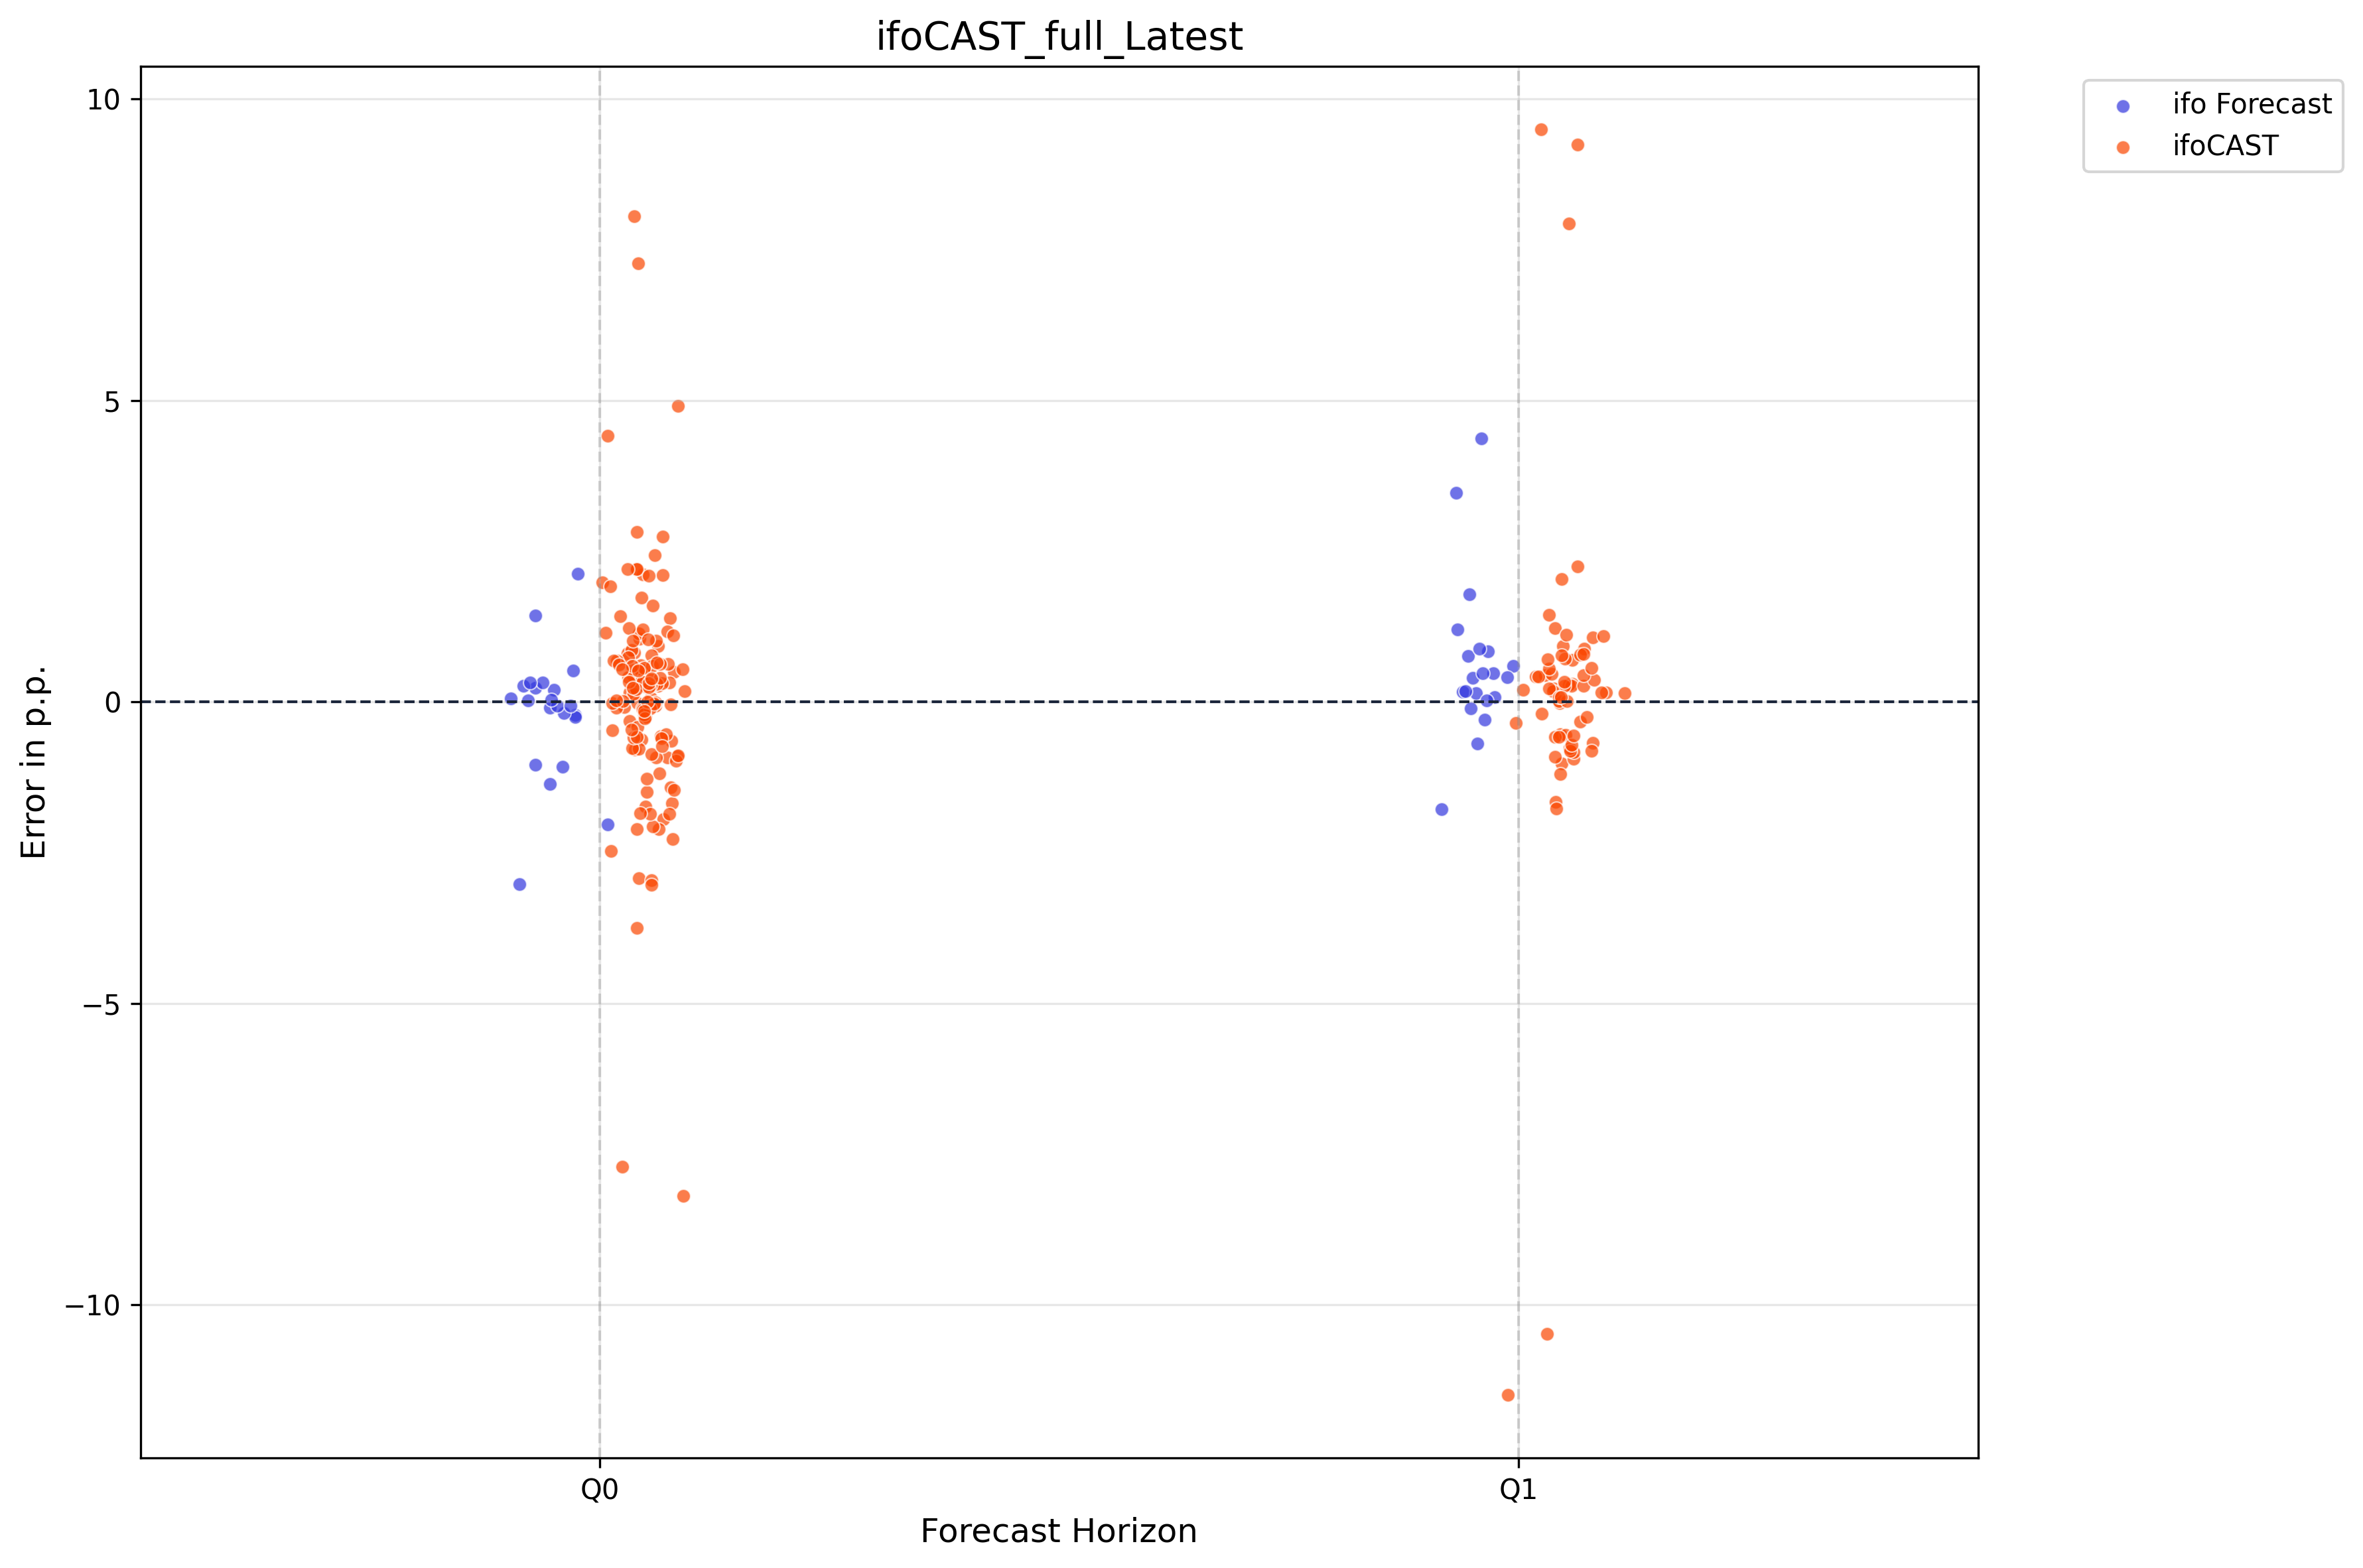 ifoCAST_full_Latest
ifo Forecast
ifoCAST
10
5
0
−5
−10
Error in p.p.
Q0
Q1
Forecast Horizon